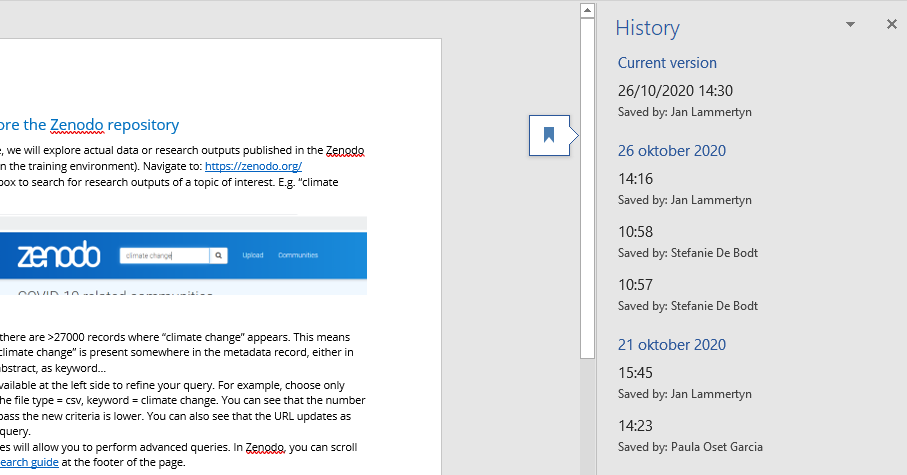 ore the Zenodo repository
e, we will explore actual data or research outputs published in the Zenodo
n the training environment). Navigate to: https://zenodo.org/
box to search for research outputs of a topic of interest. E.g. “climate
zenodo
climate change
Upload
Communities
COVID-19 related communities
there are >27000 records where “climate change” appears. This means
climate change” is present somewhere in the metadata record, either in
abstract, as keyword…
vailable at the left side to refine your query. For example, choose only
he file type = csv, keyword = climate change. You can see that the number
pass the new criteria is lower. You can also see that the URL updates as
query.
es will allow you to perform advanced queries. In Zenodo, you can scroll
earch guide at the footer of the page.
History
Current version
26/10/2020 14:30
Saved by: Jan Lammertyn
26 oktober 2020
14:16
Saved by: Jan Lammertyn
10:58
Saved by: Stefanie De Bodt
10:57
Saved by: Stefanie De Bodt
21 oktober 2020
15:45
Saved by: Jan Lammertyn
14:23
Saved by: Paula Oset Garcia